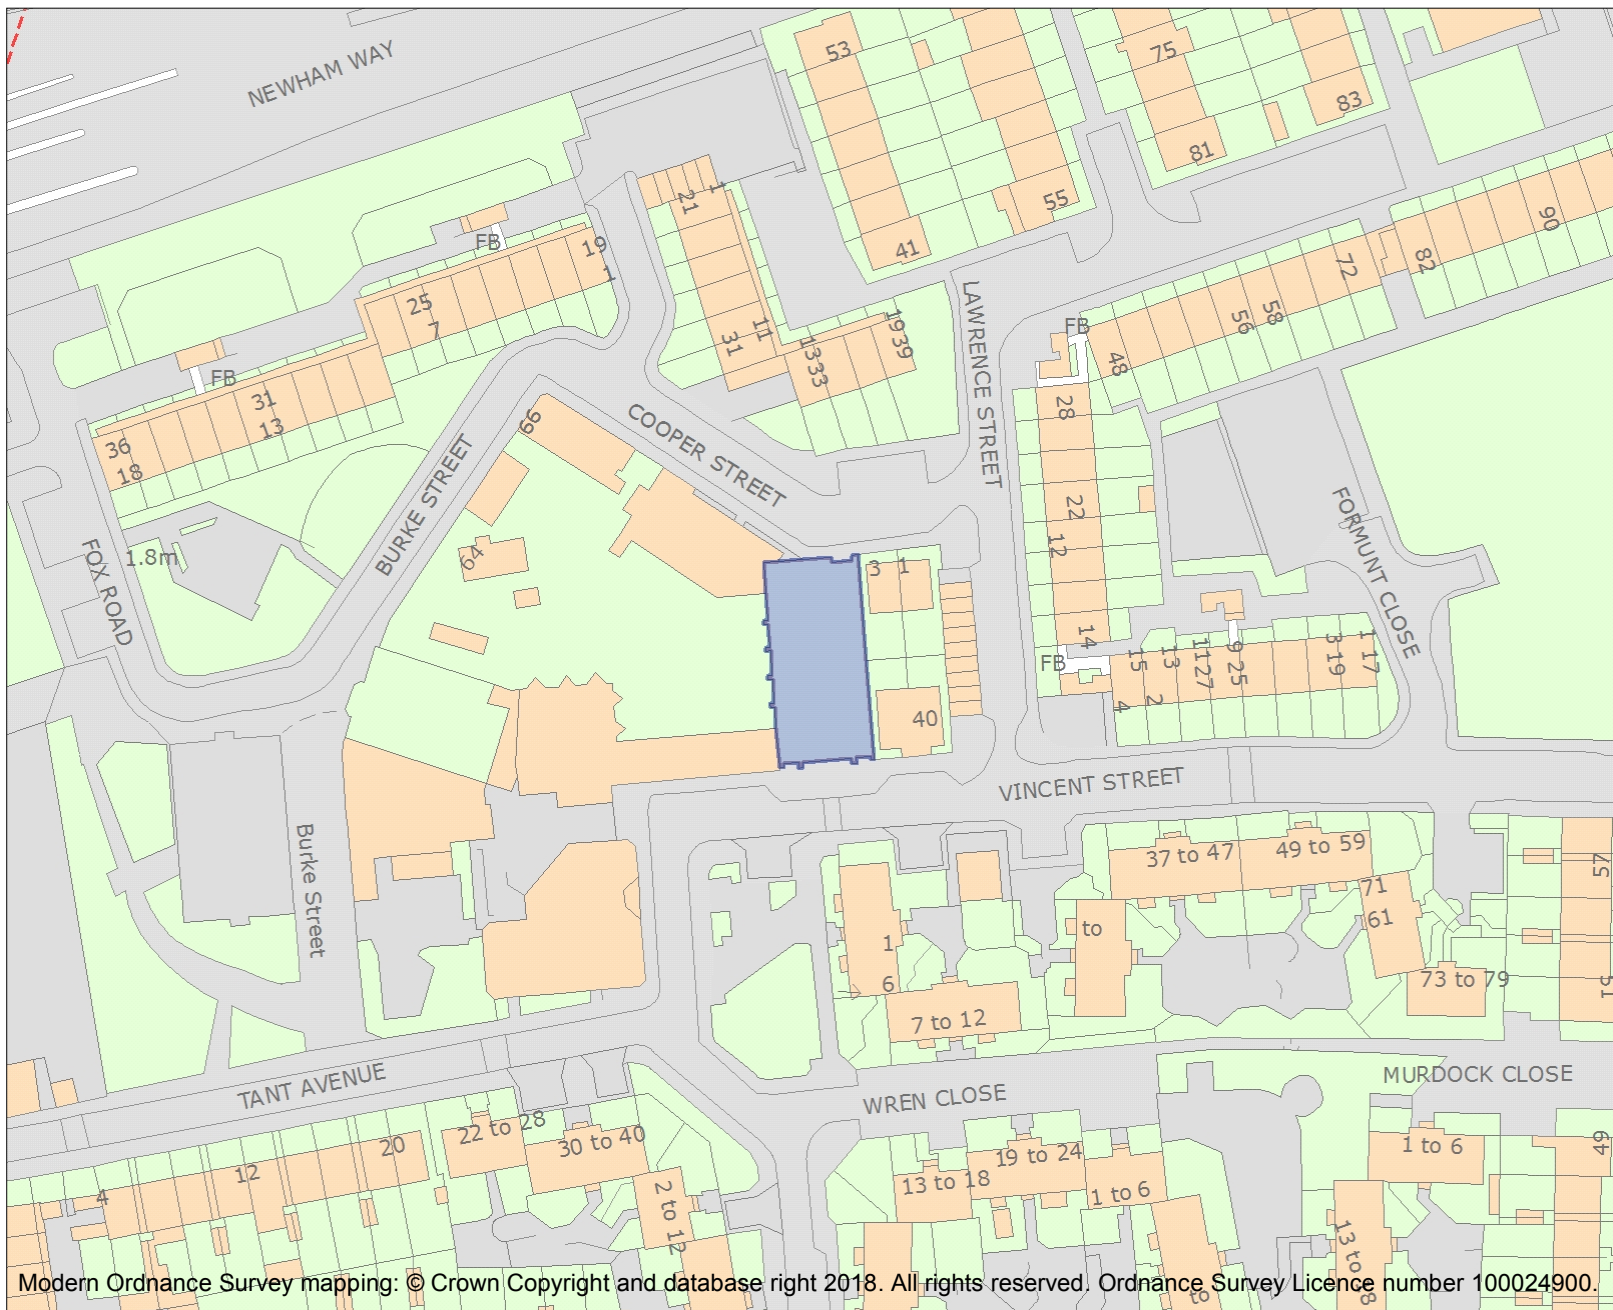 NEWHAM WAY
53
75
83
81
21
1
55
FB
19
1
41
90
82
72
25
7
LAWRENCE STREET
58
56
31
11
19
39
13
33
FB
48
FB
31
13
36
18
66
COOPER STREET
28
BURKE STREET
22
12
FORMUNT CLOSE
FOX ROAD
1.8m
64
3
1
14
FB
15
13
11
27
9
25
3
19
1
17
4
2
40
VINCENT STREET
Burke Street
37 to 47
49 to 59
57
71
61
to
1
6
73 to 79
51
7 to 12
TANT AVENUE
WREN CLOSE
MURDOCK CLOSE
22 to 28
30 to 40
20
12
4
2 to 12
19 to 24
13 to 18
1 to 6
1 to 6
49
13 to 18
to
Modern Ordnance Survey mapping: © Crown Copyright and database right 2018. All rights reserved. Ordnance Survey Licence number 100024900.